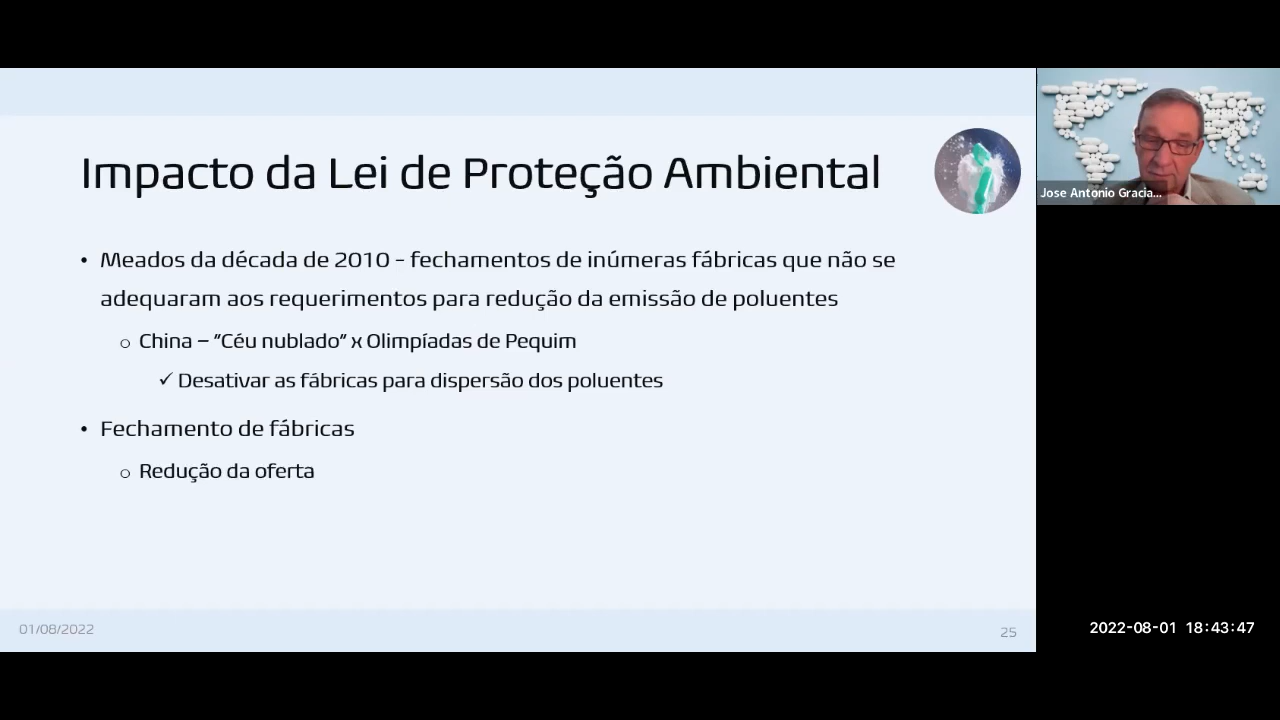 Impacto da Lei de Proteção Ambiental
• Meados da década de 2010 – fechamentos de inúmeras fábricas que não se
adequaram aos requerimentos para redução da emissão de poluentes
o China – ”Céu nublado” x Olimpíadas de Pequim
✓ Desativar as fábricas para dispersão dos poluentes
• Fechamento de fábricas
o Redução da oferta
01/08/2022
25
Jose Antonio Gracia...
2022-08-01 18:43:47